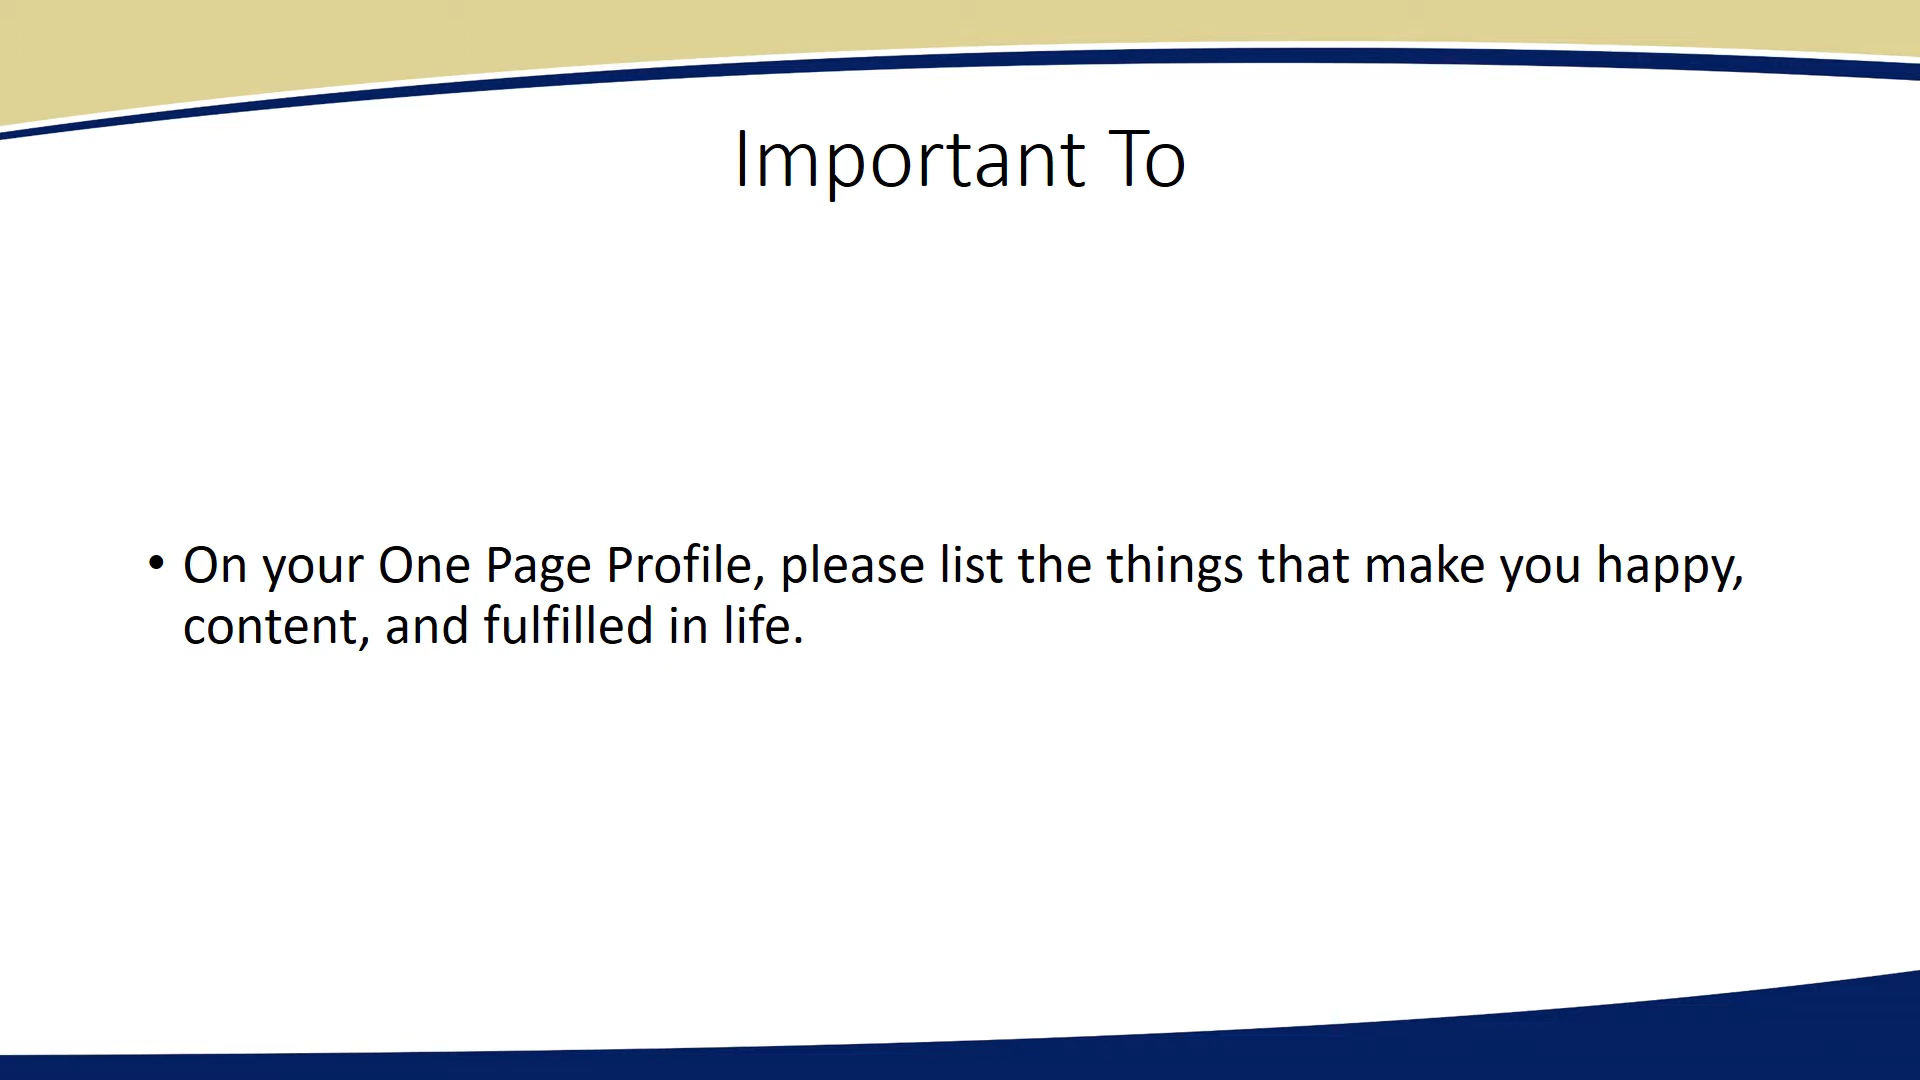 Important To
• On your One Page Profile, please list the things that make you happy,
content, and fulfilled in life.